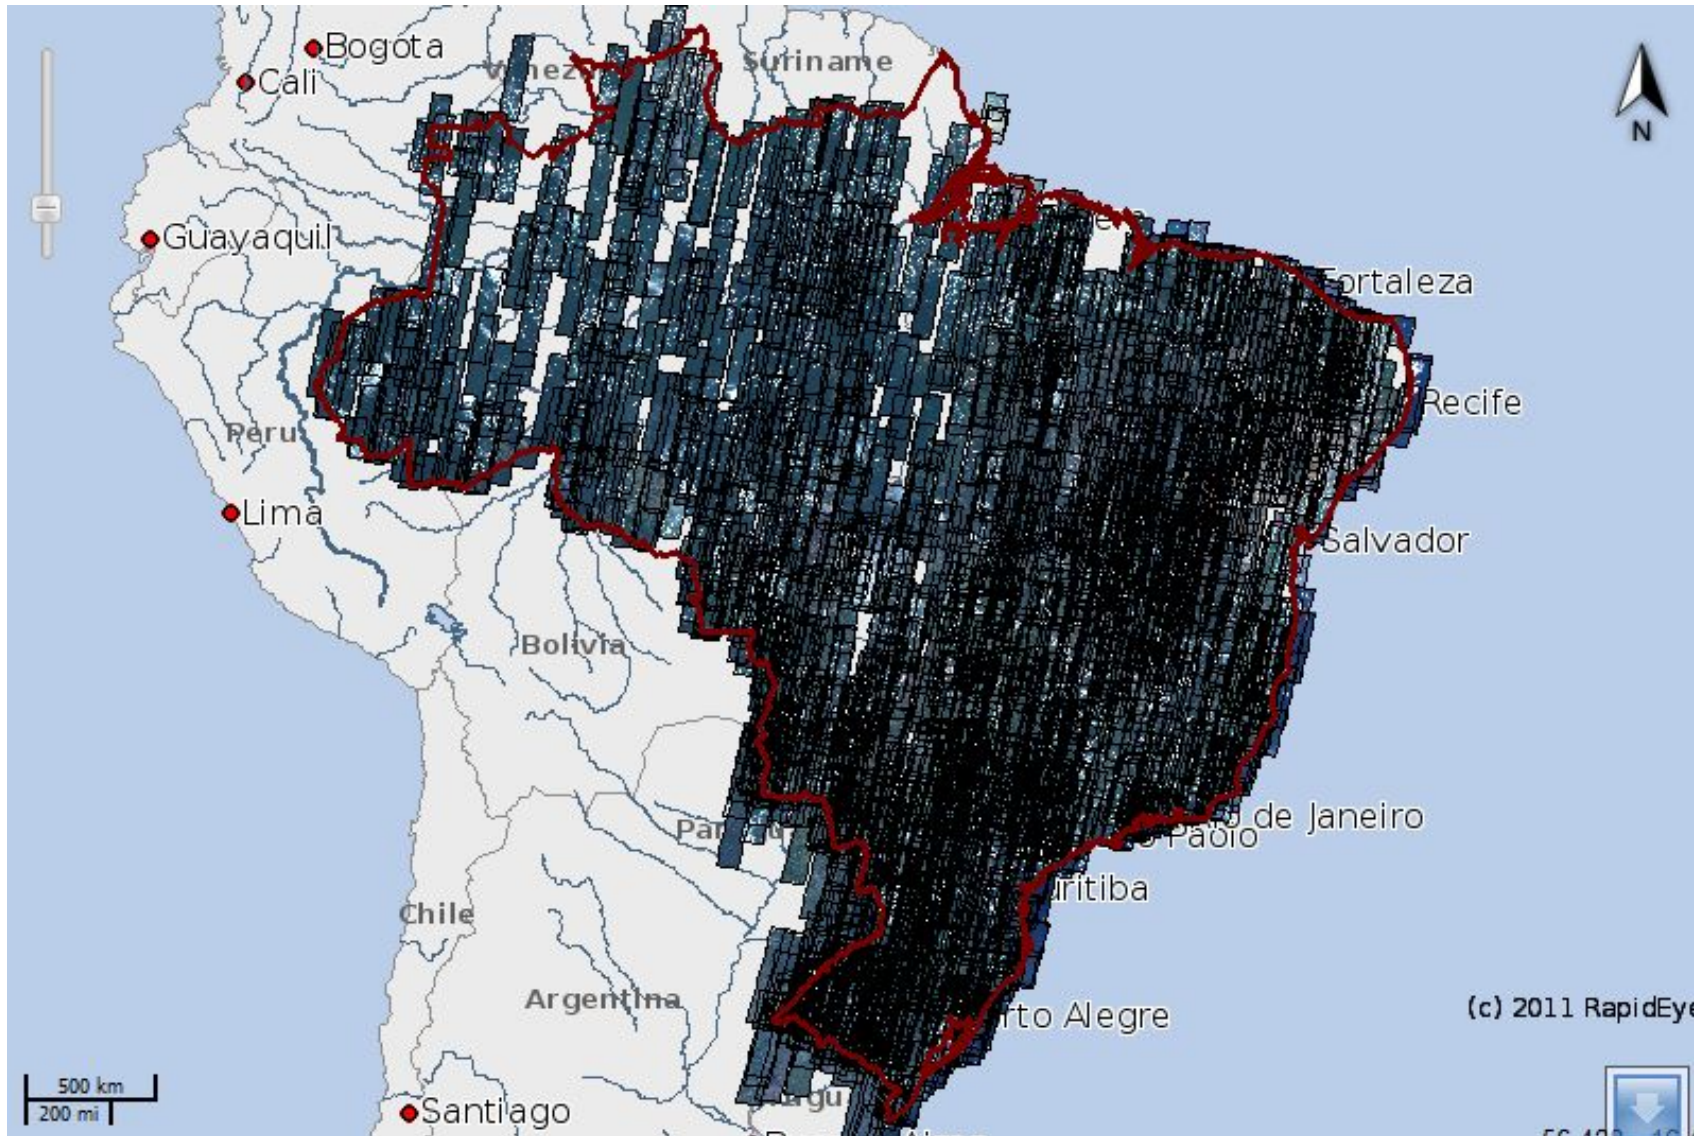 Bogota
Cali
Suriname
N
Guayaquil
Fortaleza
Recife
Peru
Lima
Salvador
Bolivia
de Janeiro
Paolo
uritiba
Chile
Argentina
rto Alegre
(c) 2011 RapidEye
500 km
200 mi
Santiago